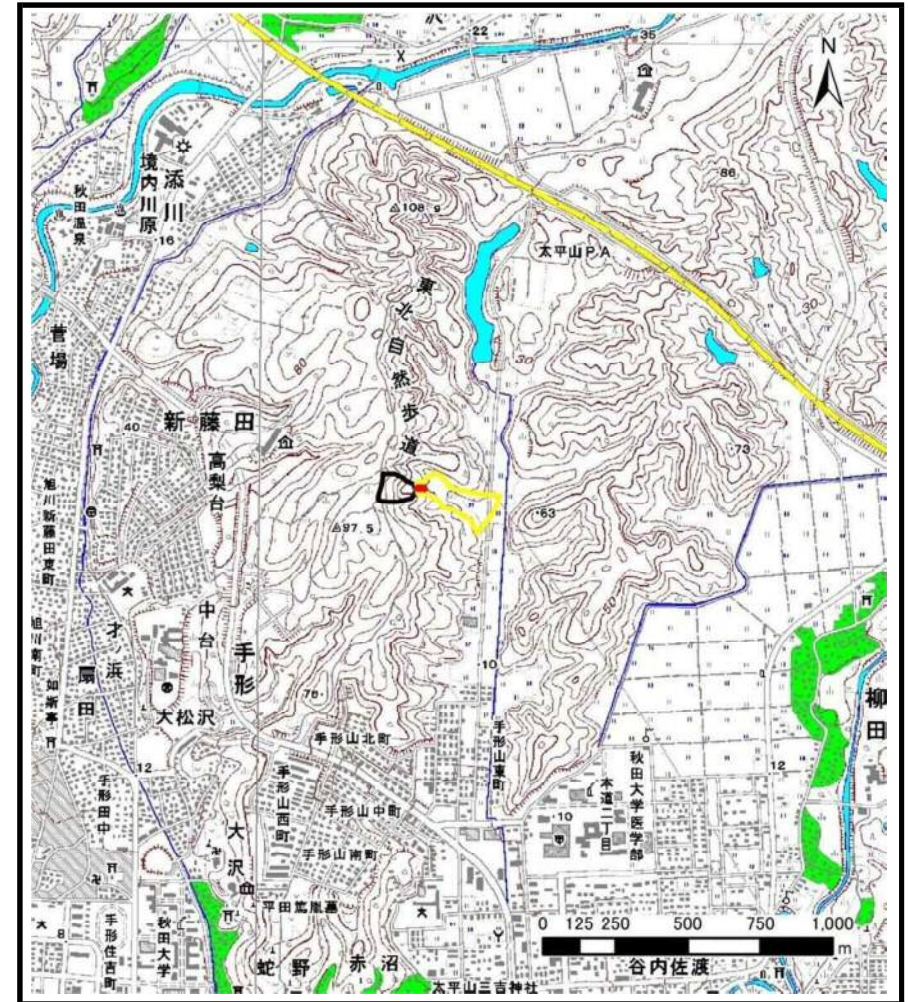 22
35
N
添川
境内川原
秋田温泉
16
108.9
86
太平山PA
30
30
東北自然歩道
80
菅場
新藤田
40
高梨台
73
97.5
63
旭川新藤田東町
中台
50
才ノ浜
手形
旭川南町
扇田
10
柳田
如斯亭
大松沢
76
手形山北町
手形山東町
12
12
手形山西町
手形山中町
秋田大学医学部
本道二丁目
10
手形田中
大沢
手形山南町
平田篤胤墓
0 125 250 500 750 1,000
m
8
手形住吉町
秋田大学
蛇野
赤沼
谷内佐渡
太平山三吉神社